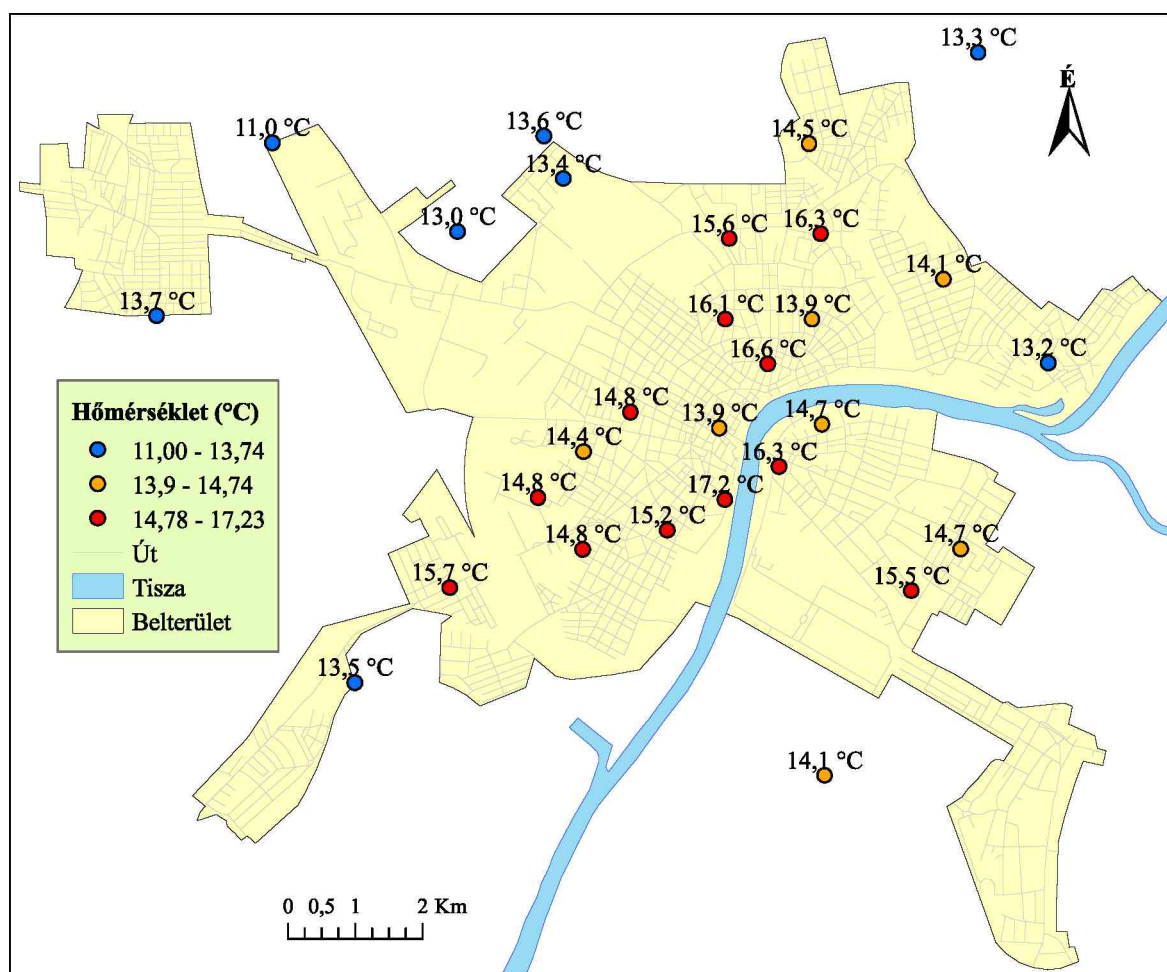 13,3 °C
É
11,0 °C
13,6 °C
14,5 °C
13,4 °C
13,0 °C
15,6 °C
16,3 °C
14,1 °C
13,7 °C
16,1 °C
13,9 °C
16,6 °C
13,2 °C
14,8 °C
13,9 °C
14,7 °C
14,4 °C
16,3 °C
14,8 °C
17,2 °C
15,2 °C
14,8 °C
14,7 °C
15,7 °C
15,5 °C
13,5 °C
14,1 °C
Hőmérséklet (°C)
11,00 - 13,74
13,9 - 14,74
14,78 - 17,23
Út
Tisza
Belterület
0 0,5 1 2 Km